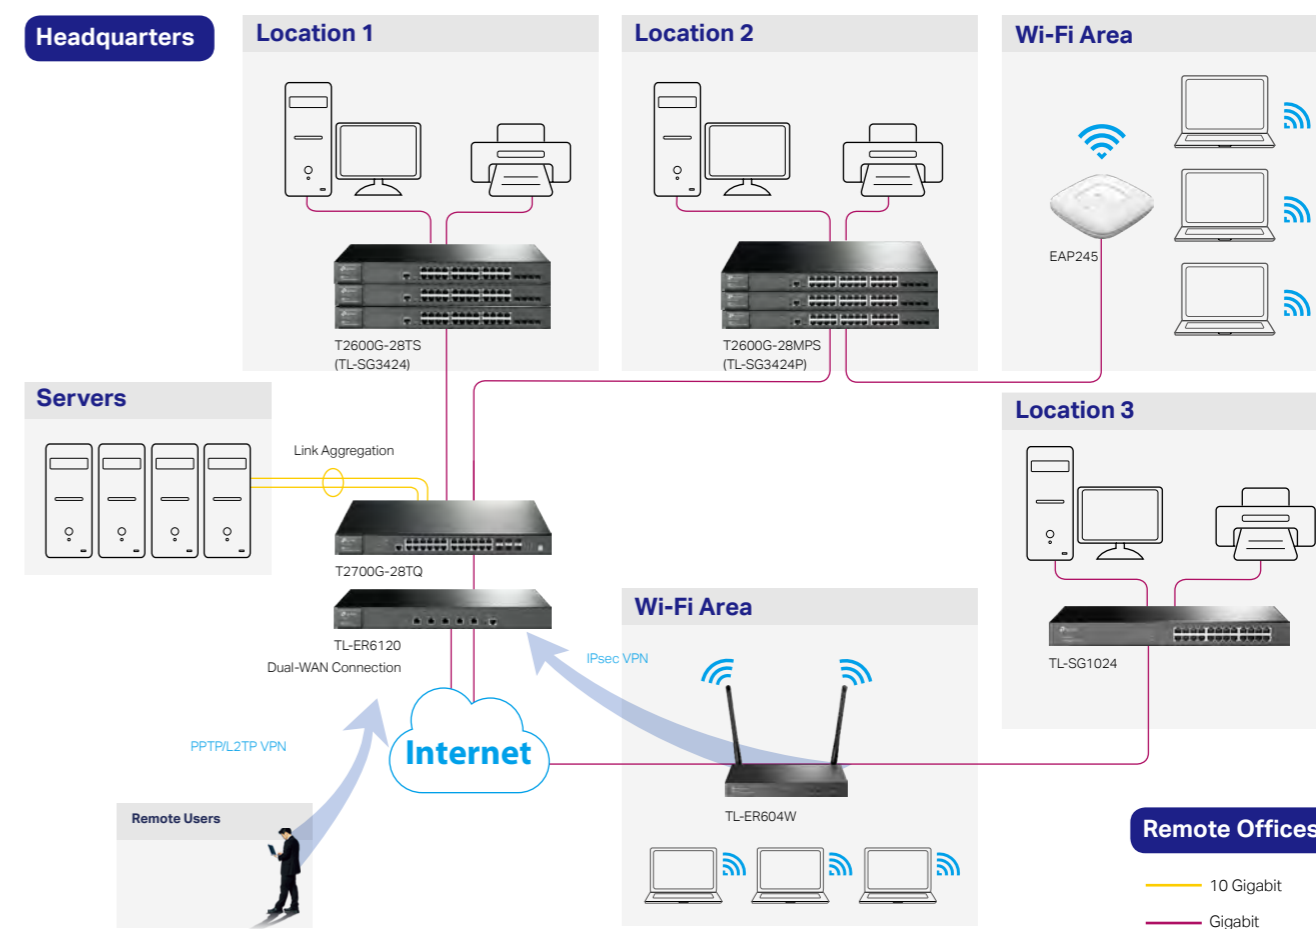 Headquarters
Location 1
Location 2
Wi-Fi Area
EAP245
T2600G-28TS
(TL-SG3424)
T2600G-28MPS
(TL-SG3424P)
Servers
Location 3
Link Aggregation
T2700G-28TQ
Wi-Fi Area
TL-ER6120
Dual-WAN Connection
IPsec VPN
TL-SG1024
PPTP/L2TP VPN
Internet
Remote Users
TL-ER604W
Remote Offices
10 Gigabit
Gigabit